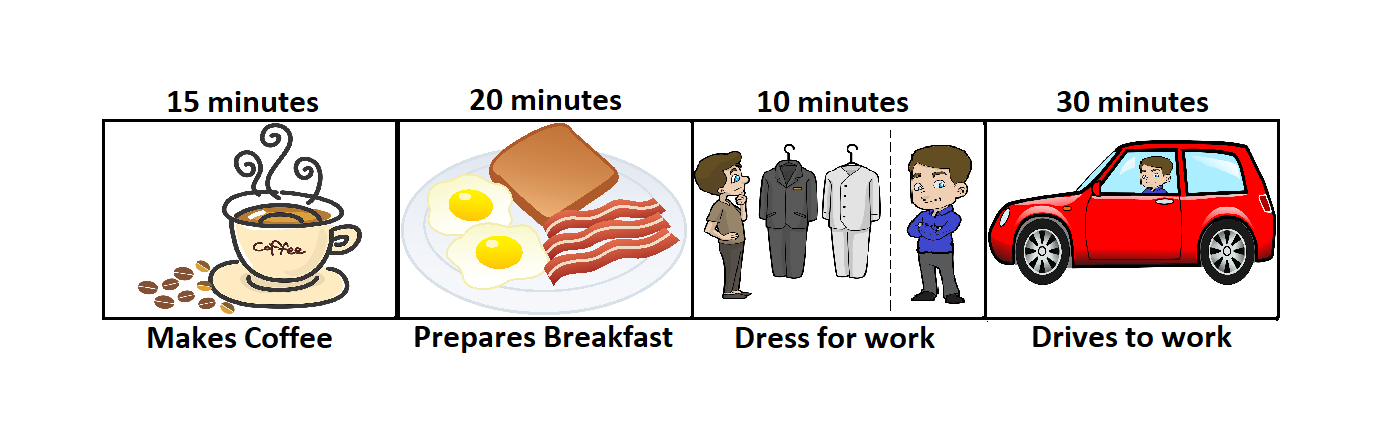 15 minutes
20 minutes
10 minutes
30 minutes
Coffee
Makes Coffee
Prepares Breakfast
Dress for work
Drives to work